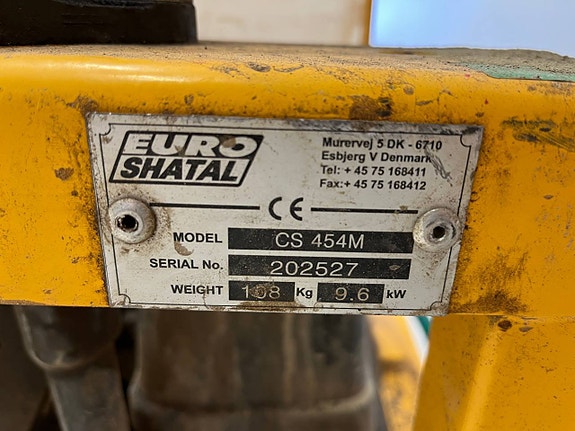 EURO
SHATAL
Murervej 5 DK - 6710
Esbjerg V Denmark
Tel: + 45 75 168411
Fax:+ 45 75 168412
CE
MODEL CS 454M
SERIAL No. 202527
WEIGHT 108 Kg 9.6 kW